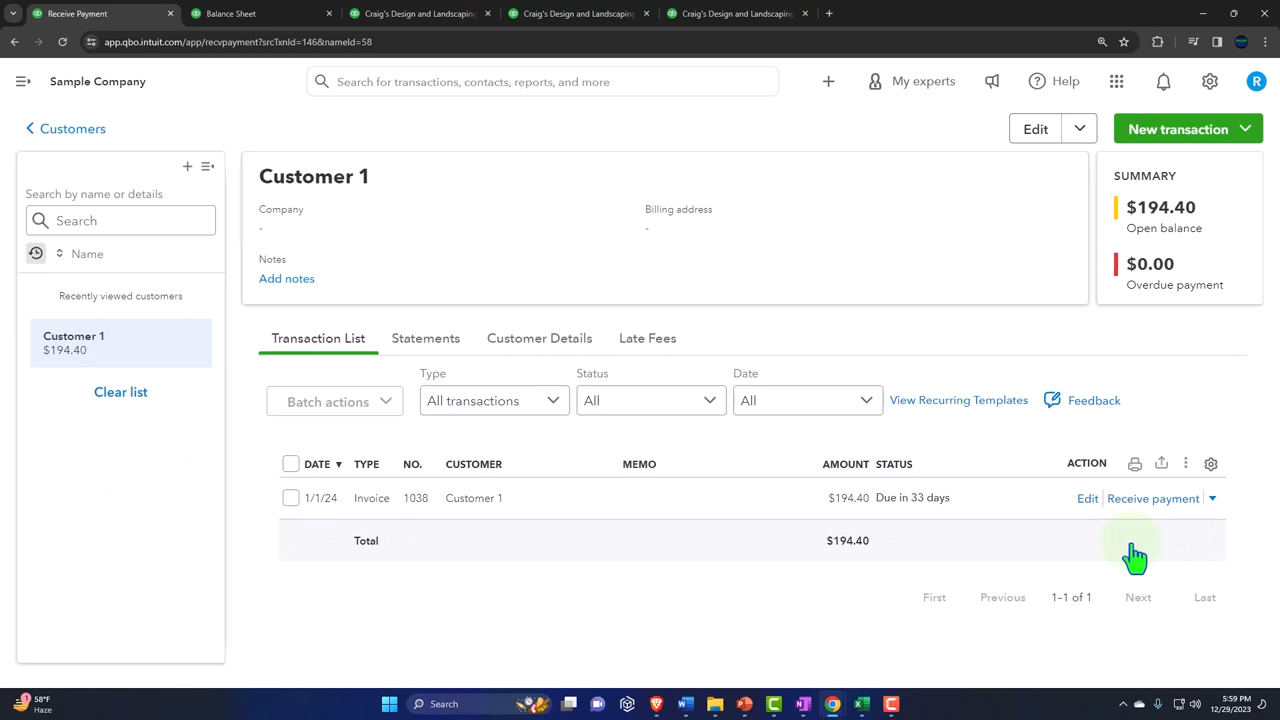 Receive Payment
Balance Sheet
Craig's Design and Landscaping
Craig's Design and Landscaping
Craig's Design and Landscaping
app.qbo.intuit.com/app/recvpayment?srcTxnId=146&nameId=58
Sample Company
Search for transactions, contacts, reports, and more
My experts
Help
R
Customers
Edit
New transaction
Search by name or details
Search
Name
Recently viewed customers
Customer 1
$194.40
Clear list
Customer 1
Company
-
Billing address
-
Notes
Add notes
SUMMARY
$194.40
Open balance
$0.00
Overdue payment
Transaction List Statements Customer Details Late Fees
Type Status Date
Batch actions All transactions All All View Recurring Templates Feedback
DATE TYPE NO. CUSTOMER MEMO AMOUNT STATUS ACTION
1/1/24 Invoice 1038 Customer 1 $194.40 Due in 33 days Edit Receive payment
Total $194.40
First Previous 1-1 of 1 Next Last
1
58°F
Haze
Search
5:59 PM
12/29/2023